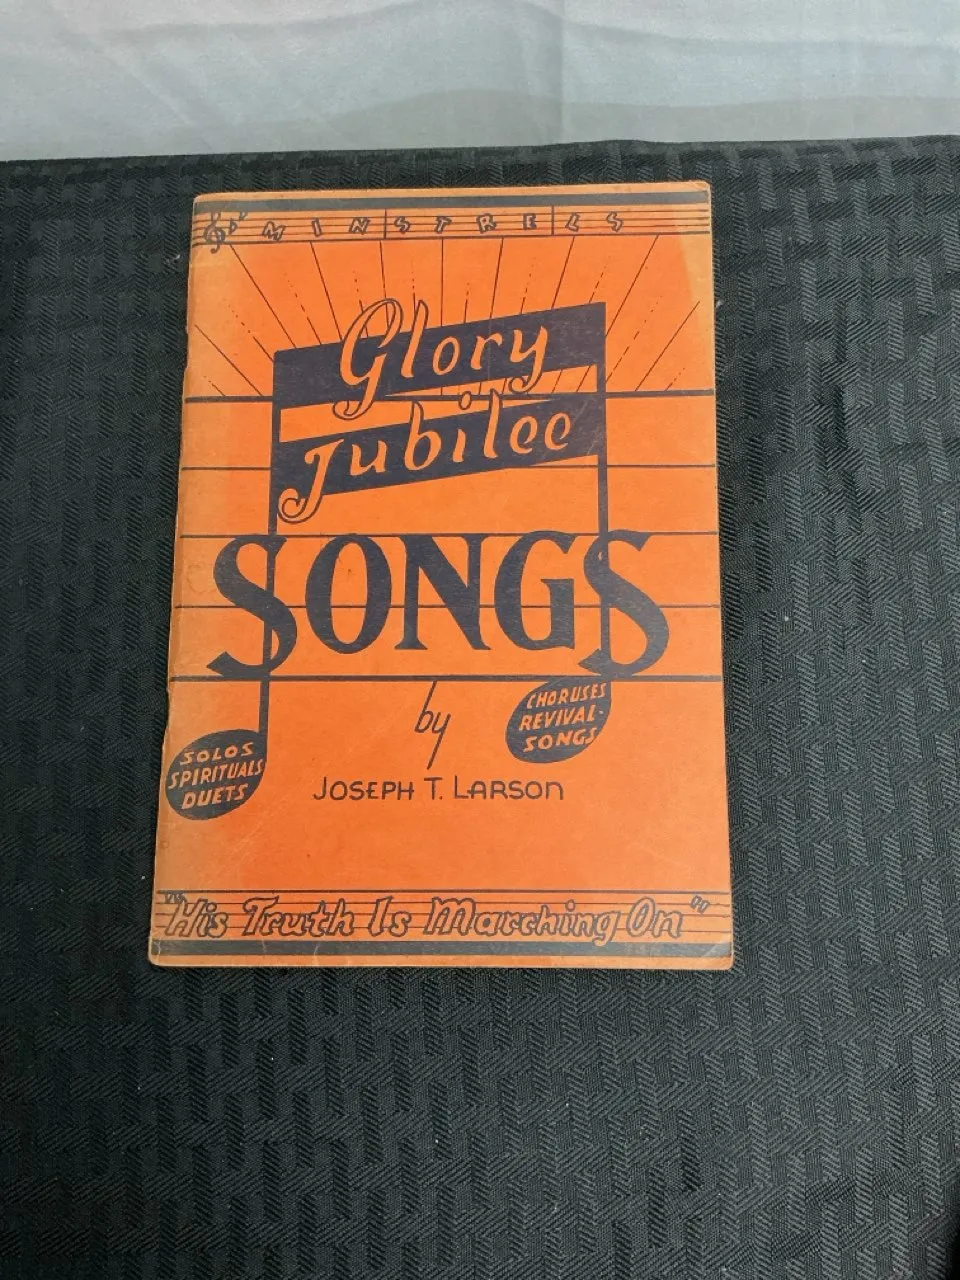 MINSTRELS
Glory
Jubilee
SONGS
by
JOSEPH T. LARSON
CHORUSES
REVIVAL-
SONGS
SOLOS
SPIRITUALS
DUETS
"His Truth Is Marching On"